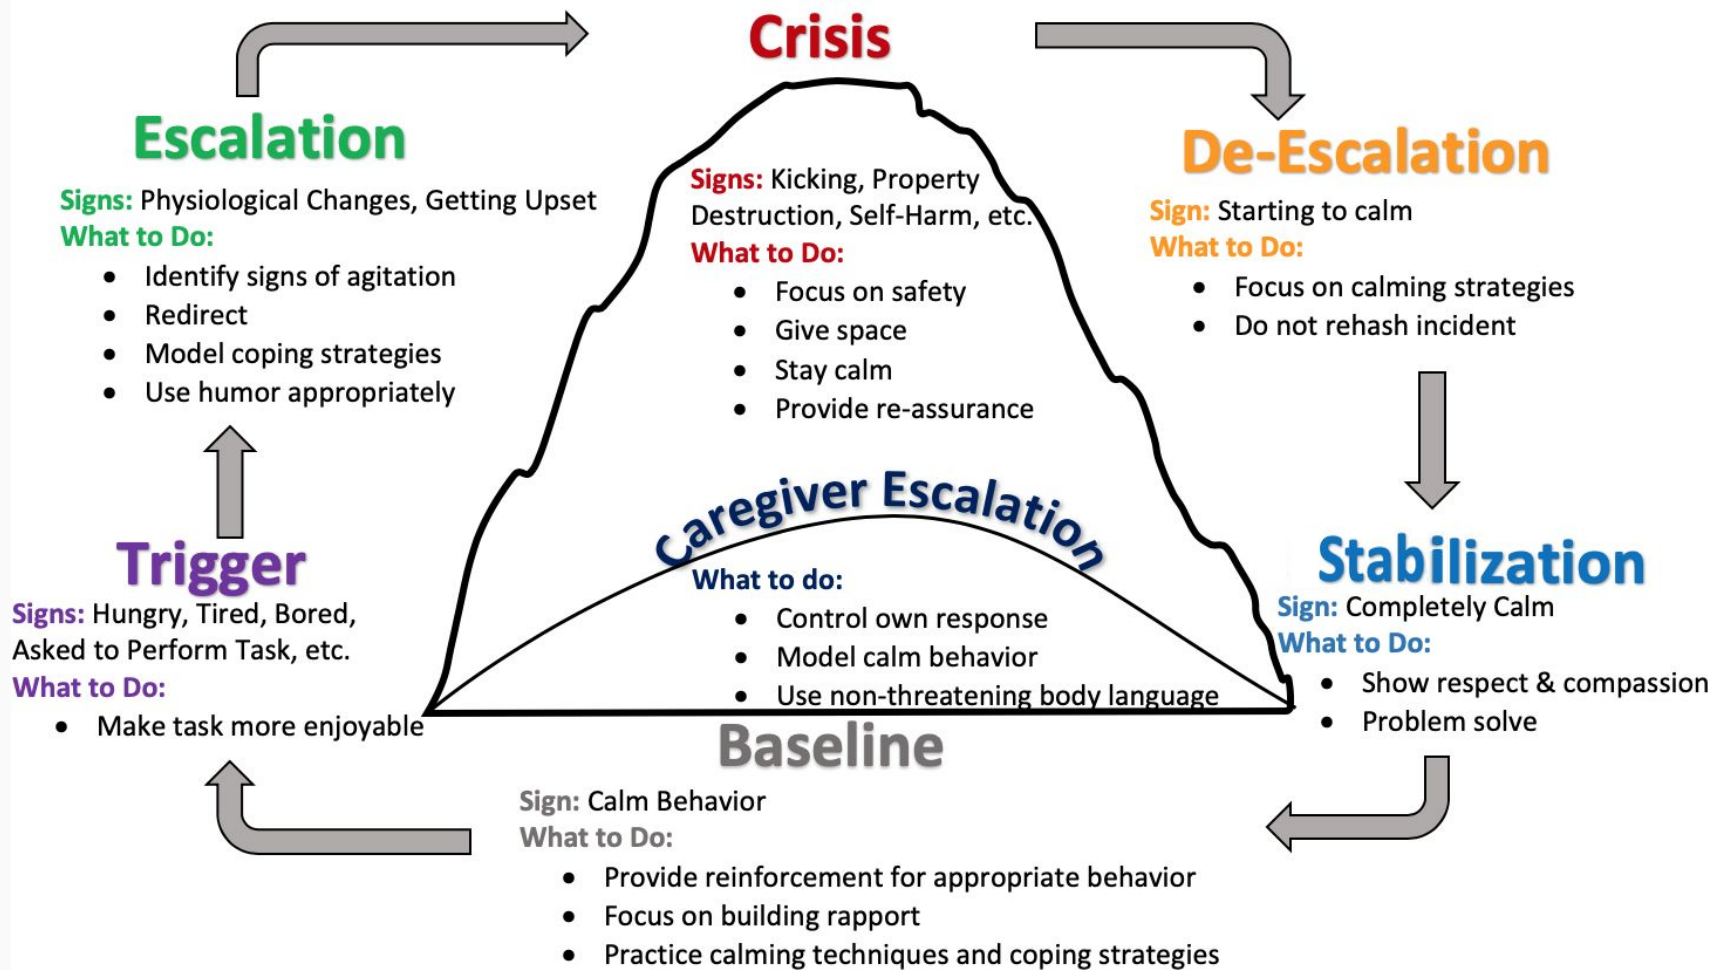 Crisis
Escalation
Signs: Physiological Changes, Getting Upset
What to Do:
• Identify signs of agitation
• Redirect
• Model coping strategies
• Use humor appropriately
Signs: Kicking, Property
Destruction, Self-Harm, etc.
What to Do:
• Focus on safety
• Give space
• Stay calm
• Provide re-assurance
De-Escalation
Sign: Starting to calm
What to Do:
• Focus on calming strategies
• Do not rehash incident
Trigger
Signs: Hungry, Tired, Bored,
Asked to Perform Task, etc.
What to Do:
• Make task more enjoyable
Caregiver Escalation
What to do:
• Control own response
• Model calm behavior
• Use non-threatening body language
Stabilization
Sign: Completely Calm
What to Do:
• Show respect & compassion
• Problem solve
Baseline
Sign: Calm Behavior
What to Do:
• Provide reinforcement for appropriate behavior
• Focus on building rapport
• Practice calming techniques and coping strategies